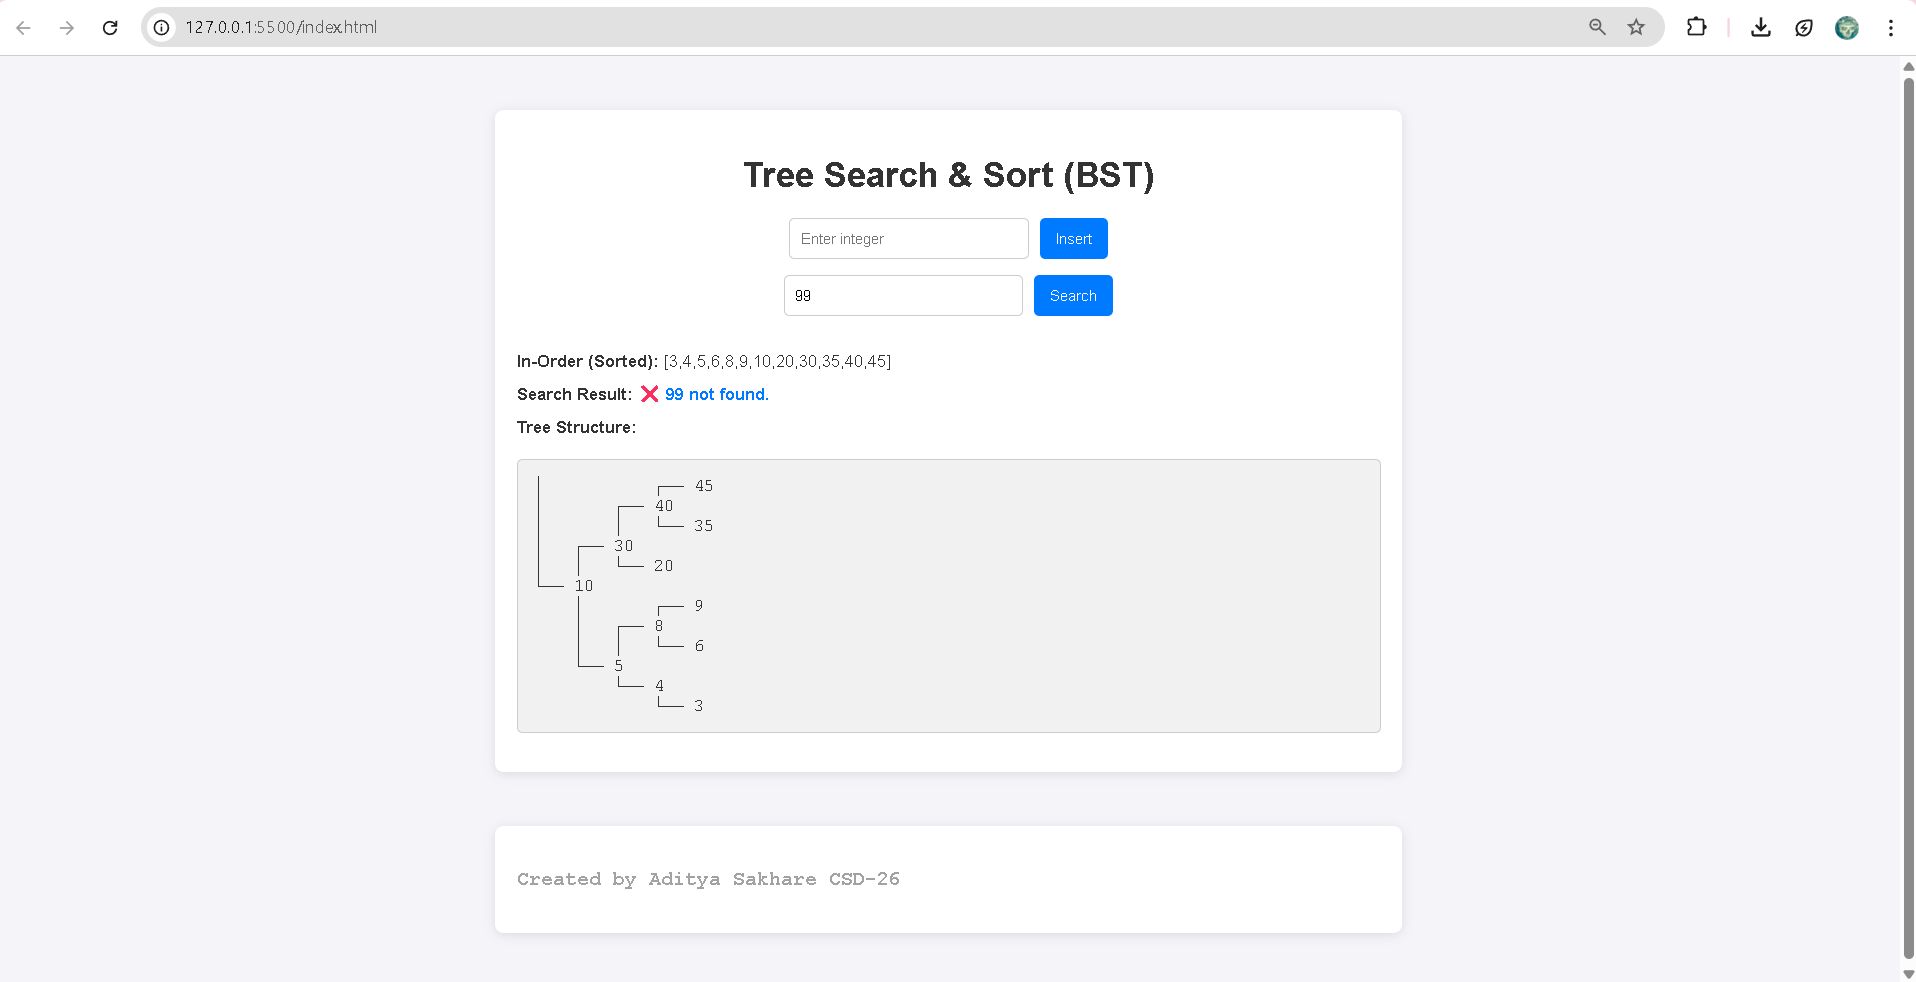 127.0.0.1:5500/index.html
Tree Search & Sort (BST)
Enter integer
Insert
99
Search
In-Order (Sorted): [3,4,5,6,8,9,10,20,30,35,40,45]
Search Result: ❌ 99 not found.
Tree Structure:
45
40
35
30
20
10
9
8
6
5
4
3
Created by Aditya Sakhare CSD-26